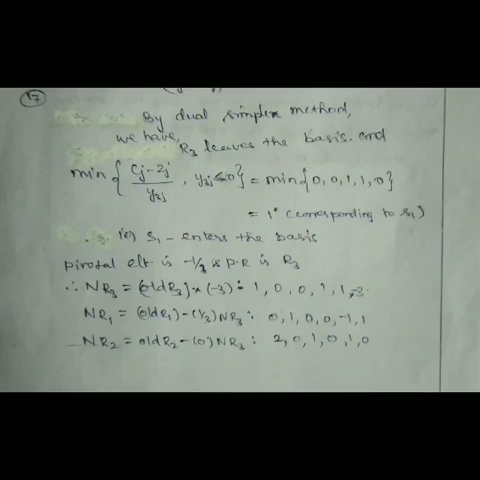 17
By dual simplex method,
we have,
R3 leaves the basis. and
min { Cj-Zj / y3j , y3j ≤ 0 } = min{0,0,1,1,0}
= 1* (corresponding to s1)
(ie) S1 - enters the basis
pivotal elt. is -1/3 & P.R is R3
∴ NR3 = (old R3) x (-3) : 1, 0, 0, 1, 1, -3
NR1 = (old R1) - (1/3) NR3 : 0, 1, 0, 0, -1, 1
NR2 = old R2 - (0) NR3 : 2, 0, 1, 0, 1, 0